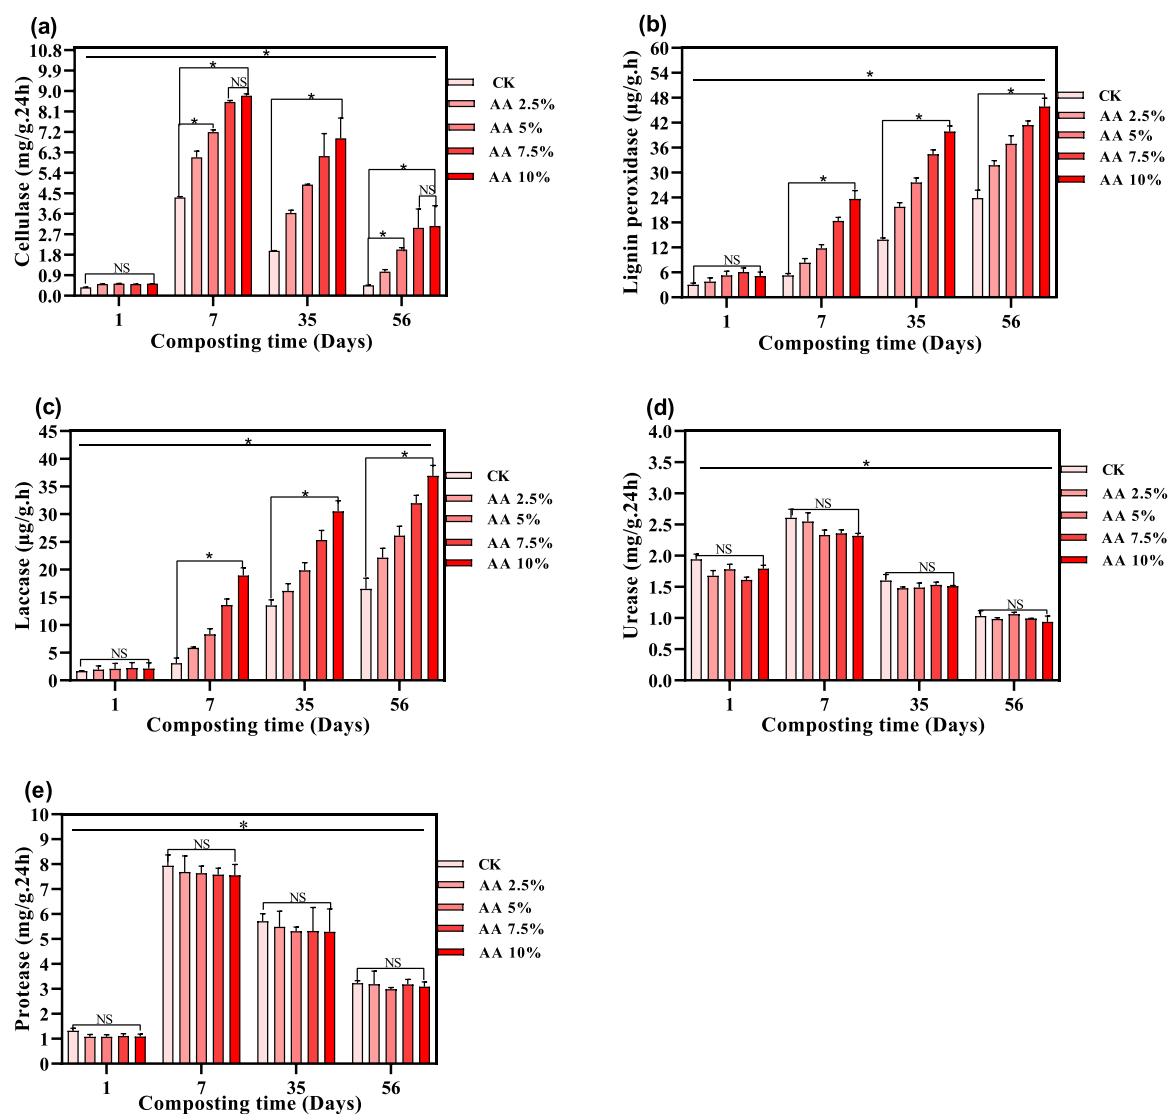 (a)
Cellulase (mg/g.24h)
10.8
9.9
9.0
8.1
7.2
6.3
5.4
4.5
3.6
2.7
1.8
0.9
0.0
*
NS
*
*
NS
*
*
*
NS
1 7 35 56
Composting time (Days)
CK
AA 2.5%
AA 5%
AA 7.5%
AA 10%
(b)
Lignin peroxidase (μg/g.h)
60
54
48
42
36
30
24
18
12
6
0
*
NS
*
*
*
1 7 35 56
Composting time (Days)
CK
AA 2.5%
AA 5%
AA 7.5%
AA 10%
(c)
Laccase (μg/g.h)
45
40
35
30
25
20
15
10
5
0
*
NS
*
*
*
1 7 35 56
Composting time (Days)
CK
AA 2.5%
AA 5%
AA 7.5%
AA 10%
(d)
Urease (mg/g.24h)
4.0
3.5
3.0
2.5
2.0
1.5
1.0
0.5
0.0
*
NS
NS
NS
NS
1 7 35 56
Composting time (Days)
CK
AA 2.5%
AA 5%
AA 7.5%
AA 10%
(e)
Protease (mg/g.24h)
10
9
8
7
6
5
4
3
2
1
0
*
NS
NS
NS
NS
1 7 35 56
Composting time (Days)
CK
AA 2.5%
AA 5%
AA 7.5%
AA 10%